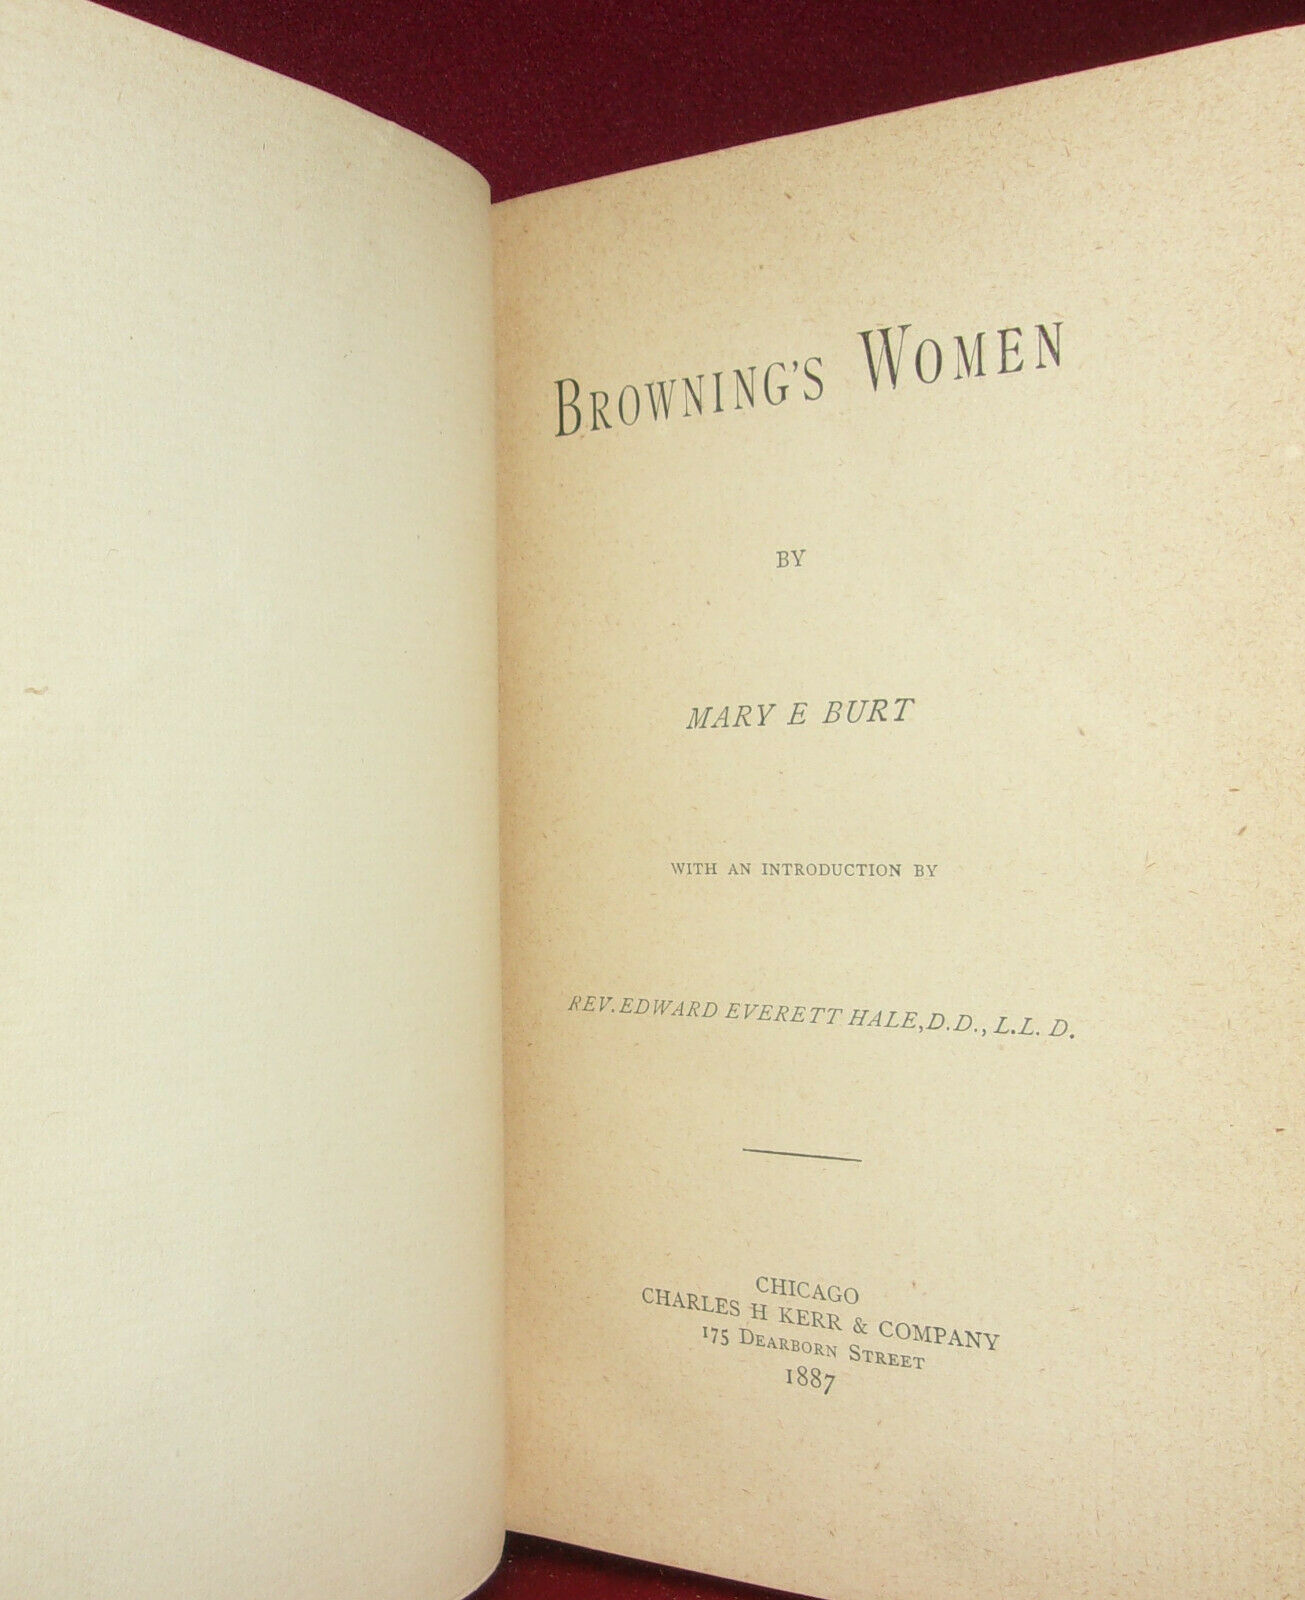 BROWNING'S WOMEN
BY
MARY E BURT
WITH AN INTRODUCTION BY
REV. EDWARD EVERETT HALE, D.D., L.L. D.
CHICAGO
CHARLES H KERR & COMPANY
175 DEARBORN STREET
1887